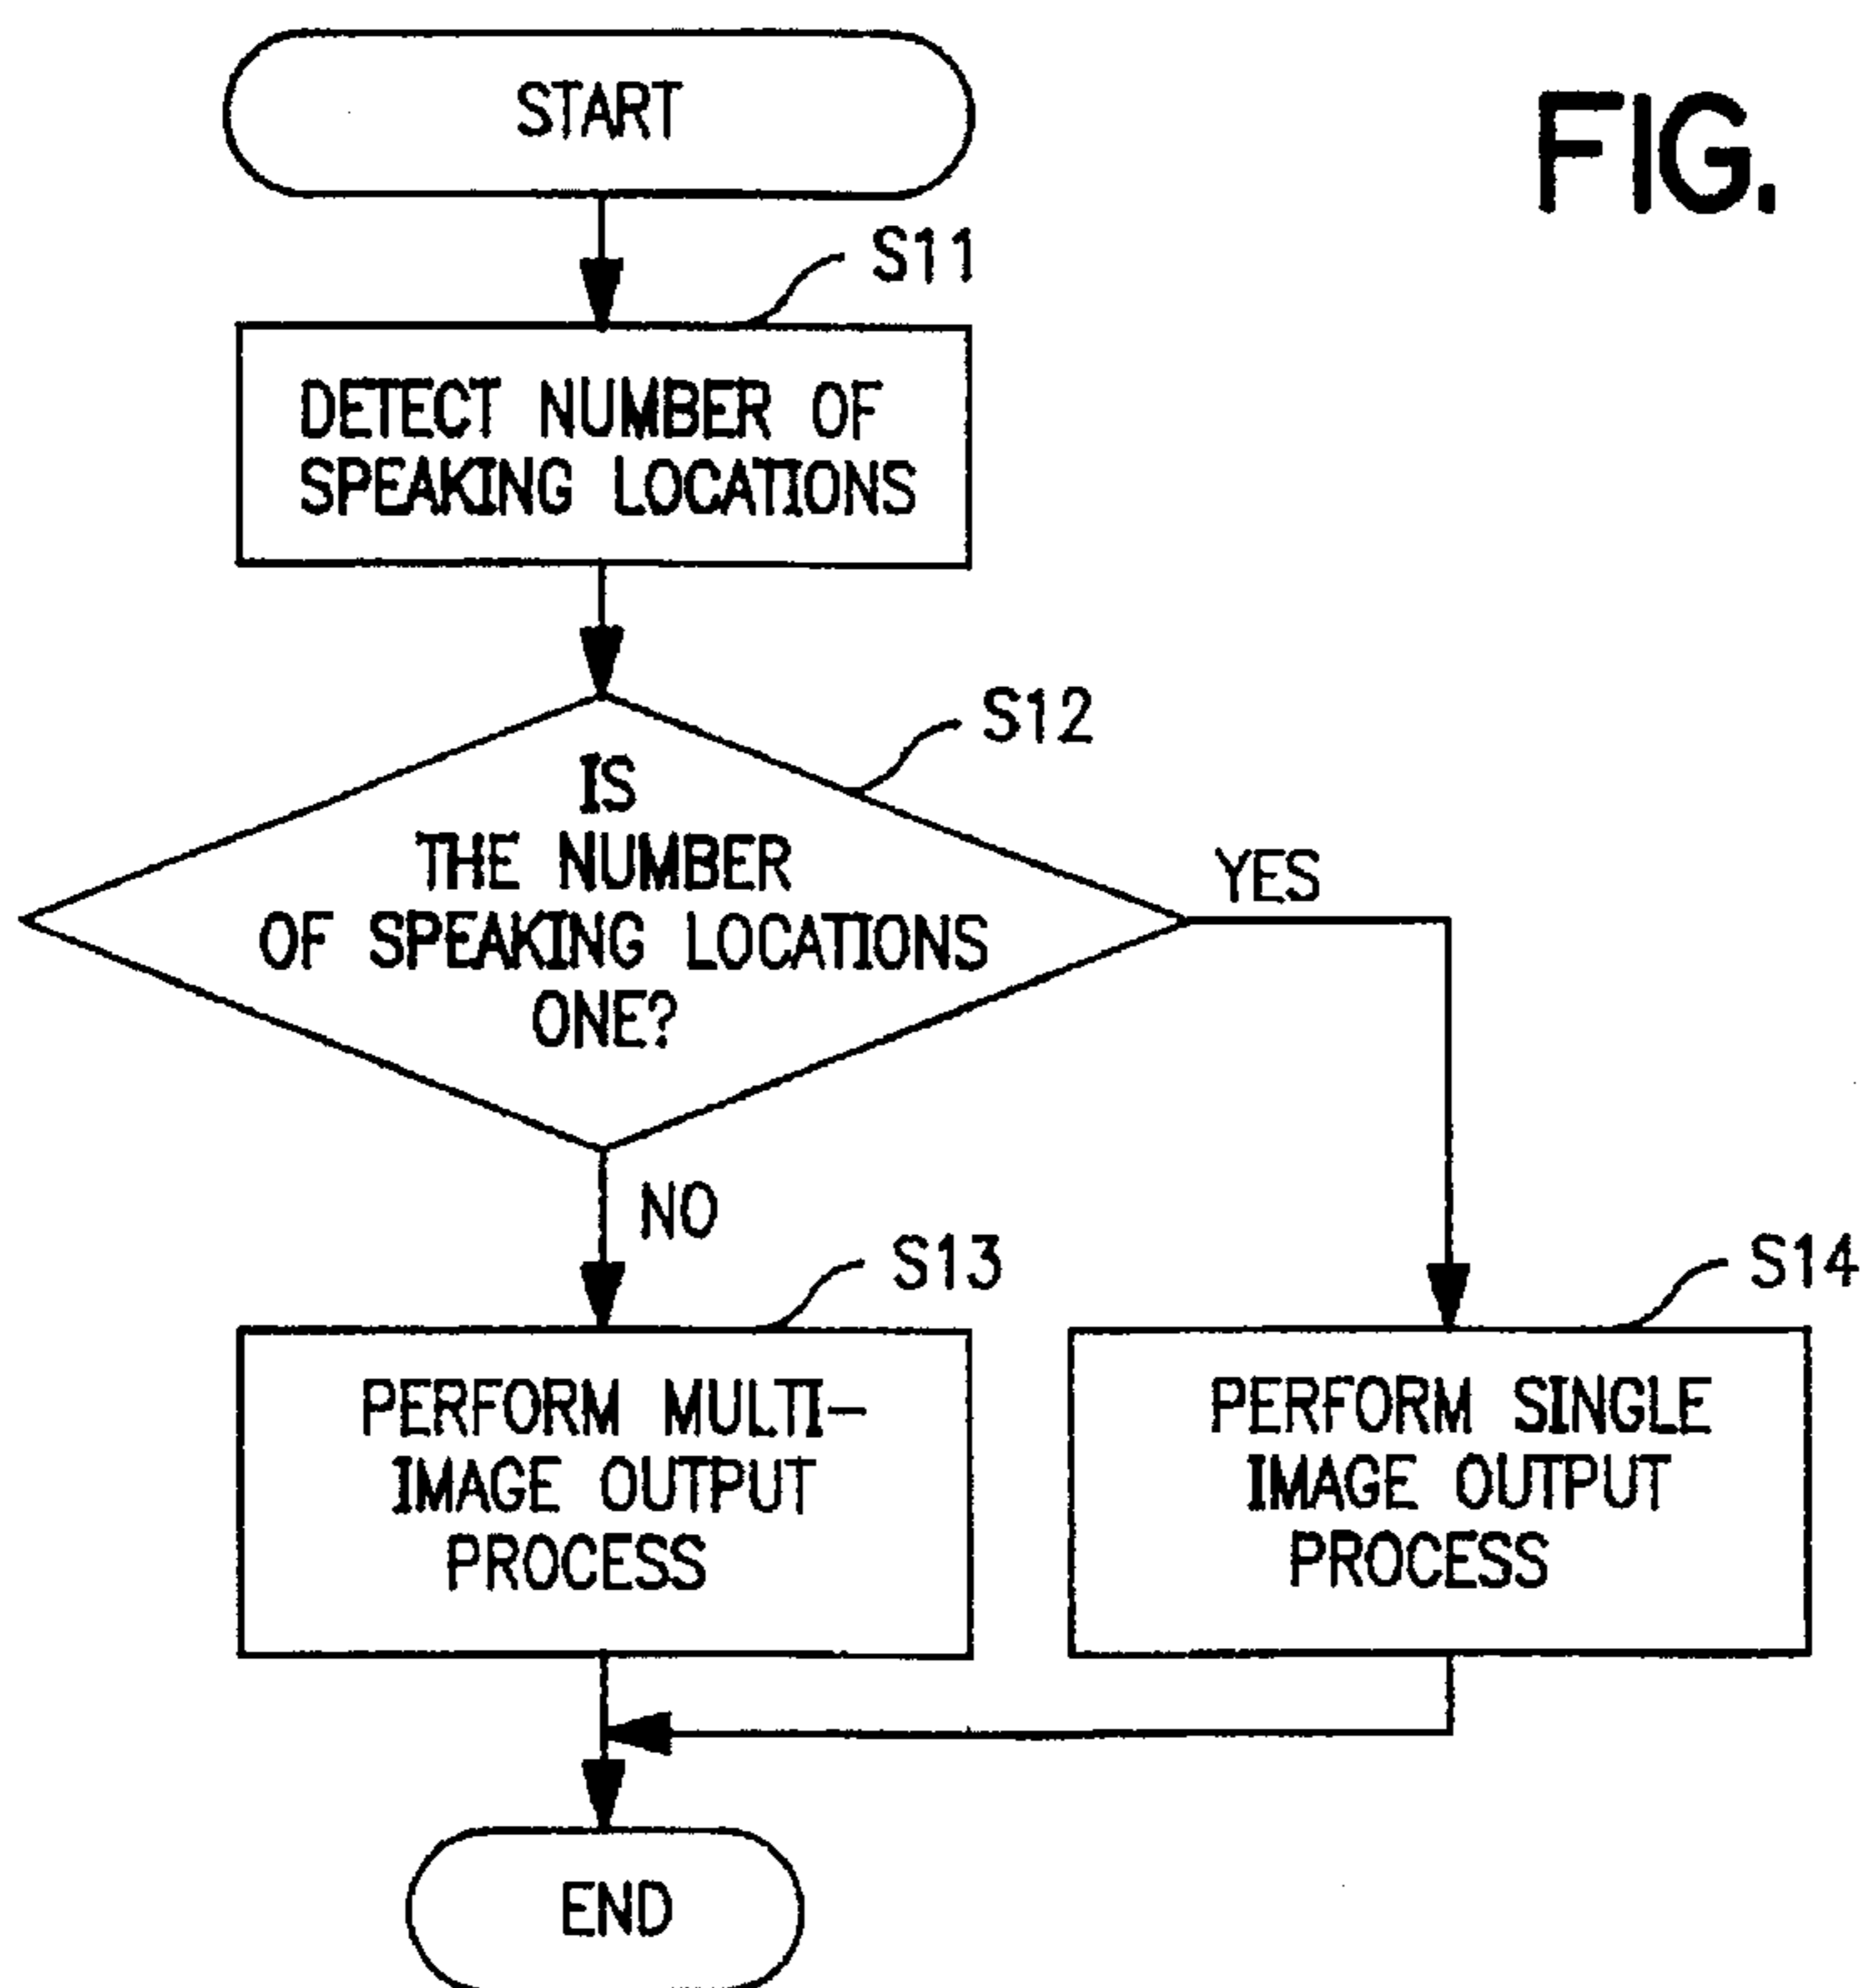 START
FIG.
S11
DETECT NUMBER OF
SPEAKING LOCATIONS
S12
IS
THE NUMBER
OF SPEAKING LOCATIONS
ONE?
YES
NO
S13
S14
PERFORM MULTI-
IMAGE OUTPUT
PROCESS
PERFORM SINGLE
IMAGE OUTPUT
PROCESS
END